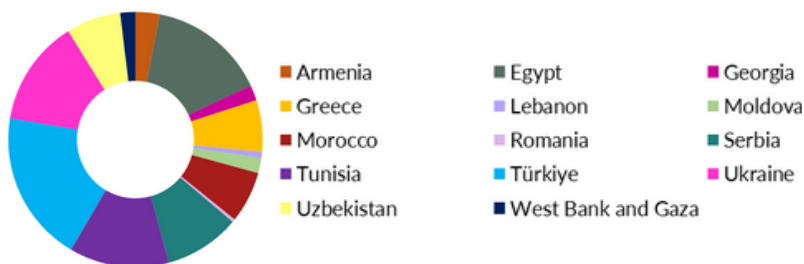 Armenia Egypt Georgia
Greece Lebanon Moldova
Morocco Romania Serbia
Tunisia Türkiye Ukraine
Uzbekistan West Bank and Gaza